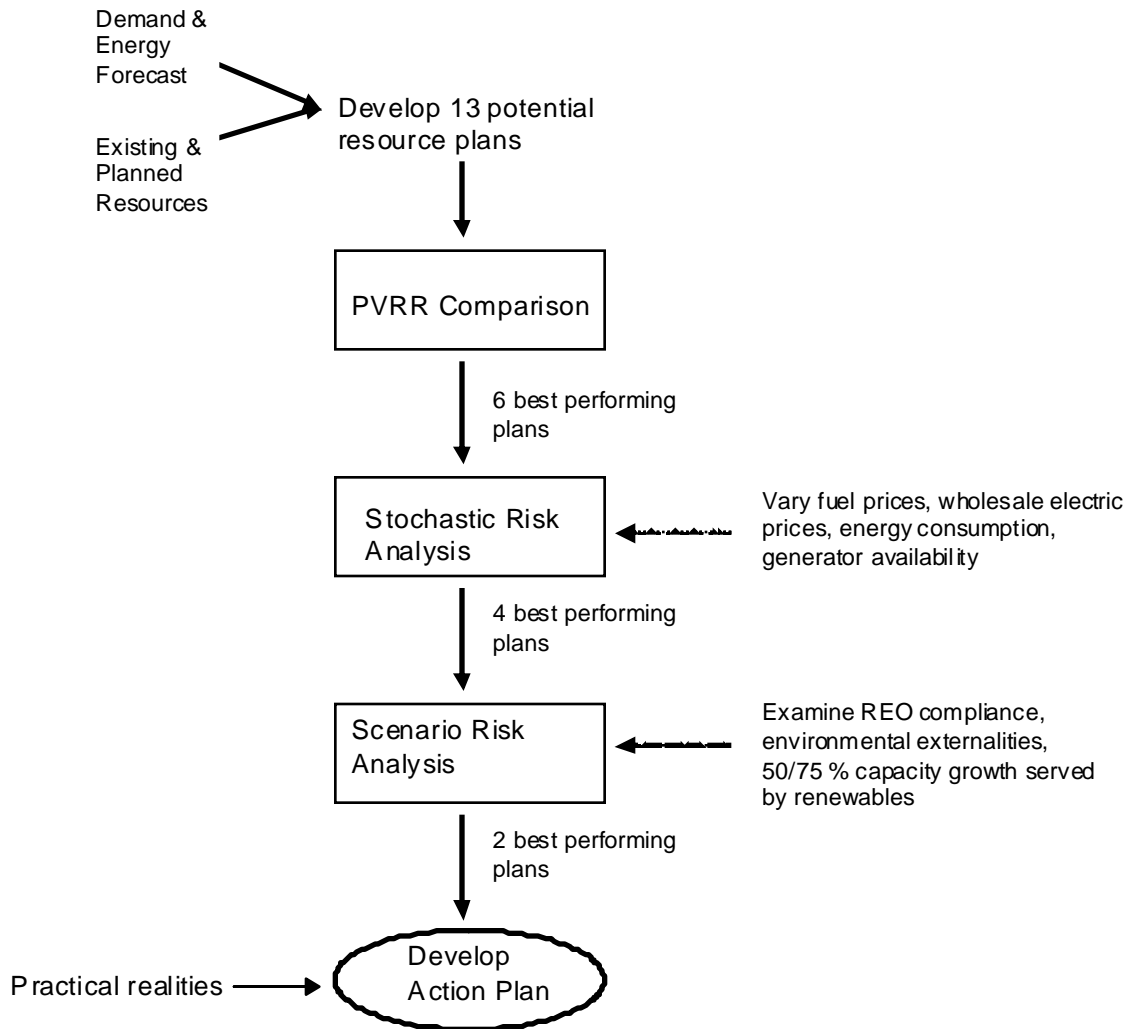 Demand &
Energy
Forecast
Develop 13 potential
resource plans
Existing &
Planned
Resources
PVRR Comparison
6 best performing
plans
Stochastic Risk
Analysis
Vary fuel prices, wholesale electric
prices, energy consumption,
generator availability
4 best performing
plans
Scenario Risk
Analysis
Examine REO compliance,
environmental externalities,
50/75 % capacity growth served
by renewables
2 best performing
plans
Develop
Action Plan
Practical realities